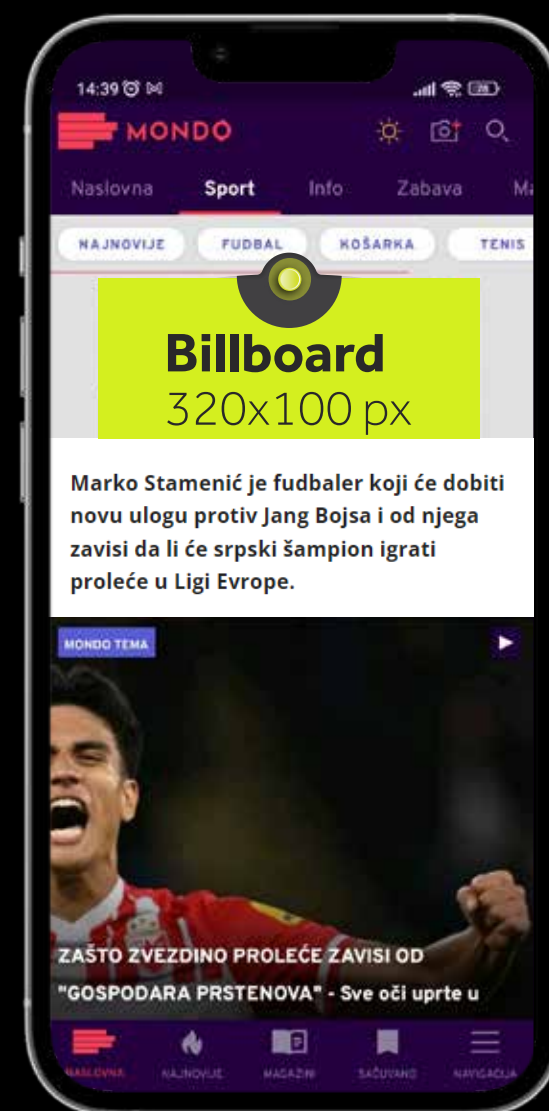 14:39
MONDO
Naslovna Sport Info Zabava Ma
NAJNOVIJE FUDBAL KOŠARKA TENIS
Billboard
320x100 px
Marko Stamenić je fudbaler koji će dobiti
novu ulogu protiv Jang Bojsa i od njega
zavisi da li će srpski šampion igrati
proleće u Ligi Evrope.
MONDO TEMA
ZAŠTO ZVEZDINO PROLEĆE ZAVISI OD
"GOSPODARA PRSTENOVA" - Sve oči uprte u
NASLOVNA NAJNOVIJE MAGAZINI SAČUVANO NAVIGACIJA